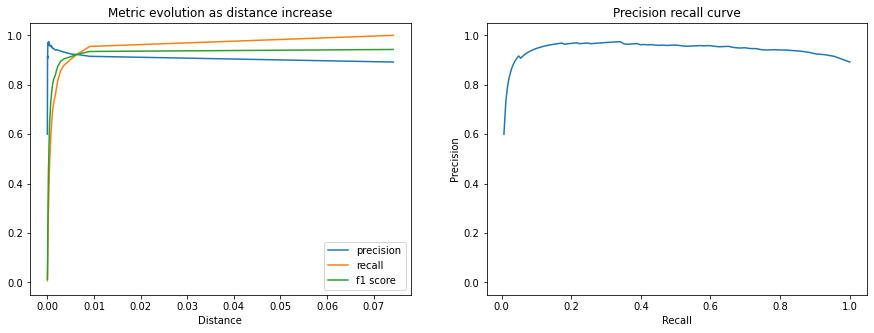 Metric evolution as distance increase
1.0
0.8
0.6
0.4
0.2
0.0
0.00 0.01 0.02 0.03 0.04 0.05 0.06 0.07
Distance
precision
recall
f1 score
Precision recall curve
Precision
1.0
0.8
0.6
0.4
0.2
0.0
0.0 0.2 0.4 0.6 0.8 1.0
Recall